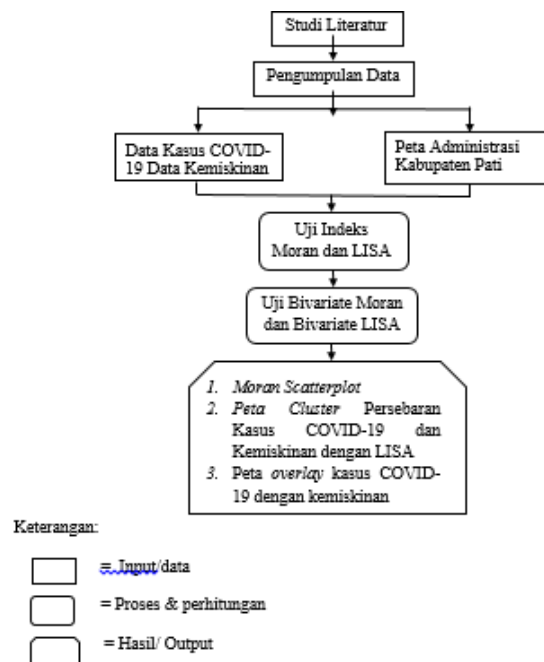 Studi Literatur
Pengumpulan Data
Data Kasus COVID-
19 Data Kemiskinan
Peta Administrasi
Kabupaten Pati
Uji Indeks
Moran dan LISA
Uji Bivariate Moran
dan Bivariate LISA
1. Moran Scatterplot
2. Peta Cluster Persebaran
Kasus COVID-19 dan
Kemiskinan dengan LISA
3. Peta overlay kasus COVID-
19 dengan kemiskinan
Keterangan:
= Input/data
= Proses & perhitungan
= Hasil/ Output